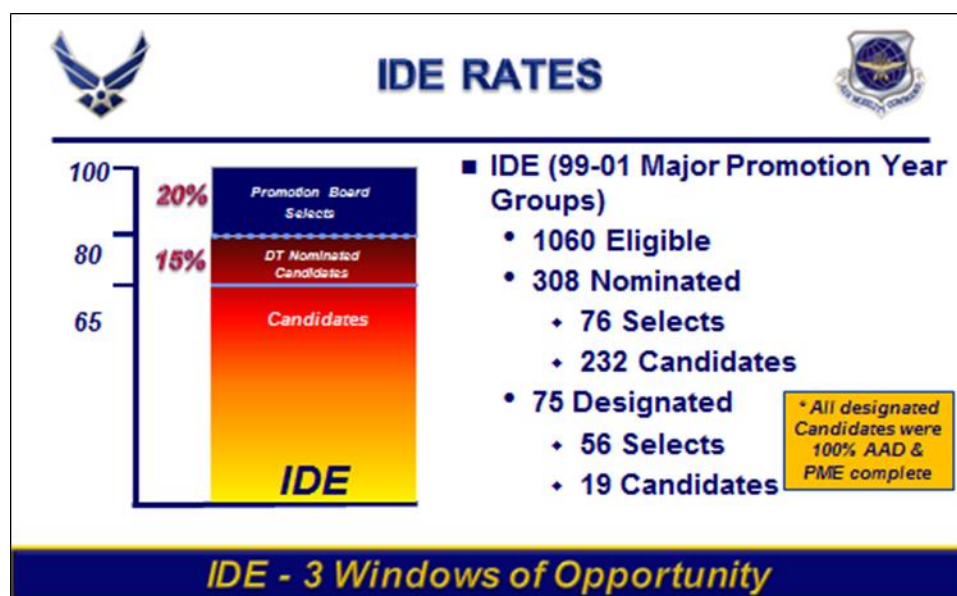 IDE RATES
100
80
65
20%
15%
Promotion Board
Selects
DT Nominated
Candidates
Candidates
IDE
■ IDE (99-01 Major Promotion Year
Groups)
• 1060 Eligible
• 308 Nominated
◆ 76 Selects
◆ 232 Candidates
• 75 Designated
◆ 56 Selects
◆ 19 Candidates
* All designated
Candidates were
100% AAD &
PME complete
IDE - 3 Windows of Opportunity